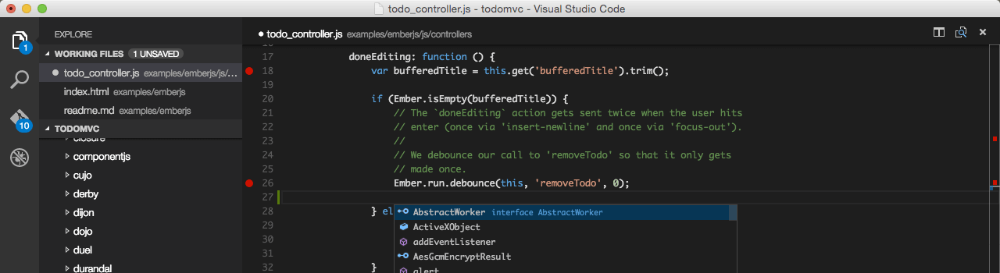 todo_controller.js - todomvc - Visual Studio Code
EXPLORE
1
WORKING FILES 1 UNSAVED
todo_controller.js examples/emberjs/js/...
index.html examples/emberjs
readme.md examples/emberjs
10
TODOMVC
closure
componentjs
cujo
derby
dijon
dojo
duel
durandal
todo_controller.js examples/emberjs/js/controllers
16
17 doneEditing: function () {
18 var bufferedTitle = this.get('bufferedTitle').trim();
19
20 if (Ember.isEmpty(bufferedTitle)) {
21 // The `doneEditing` action gets sent twice when the user hits
22 // enter (once via 'insert-newline' and once via 'focus-out').
23 //
24 // We debounce our call to 'removeTodo' so that it only gets
25 // made once.
26 Ember.run.debounce(this, 'removeTodo', 0);
27
28 } el
29
30
31
32 }
AbstractWorker interface AbstractWorker
ActiveXObject
addEventListener
AesGcmEncryptResult
alert